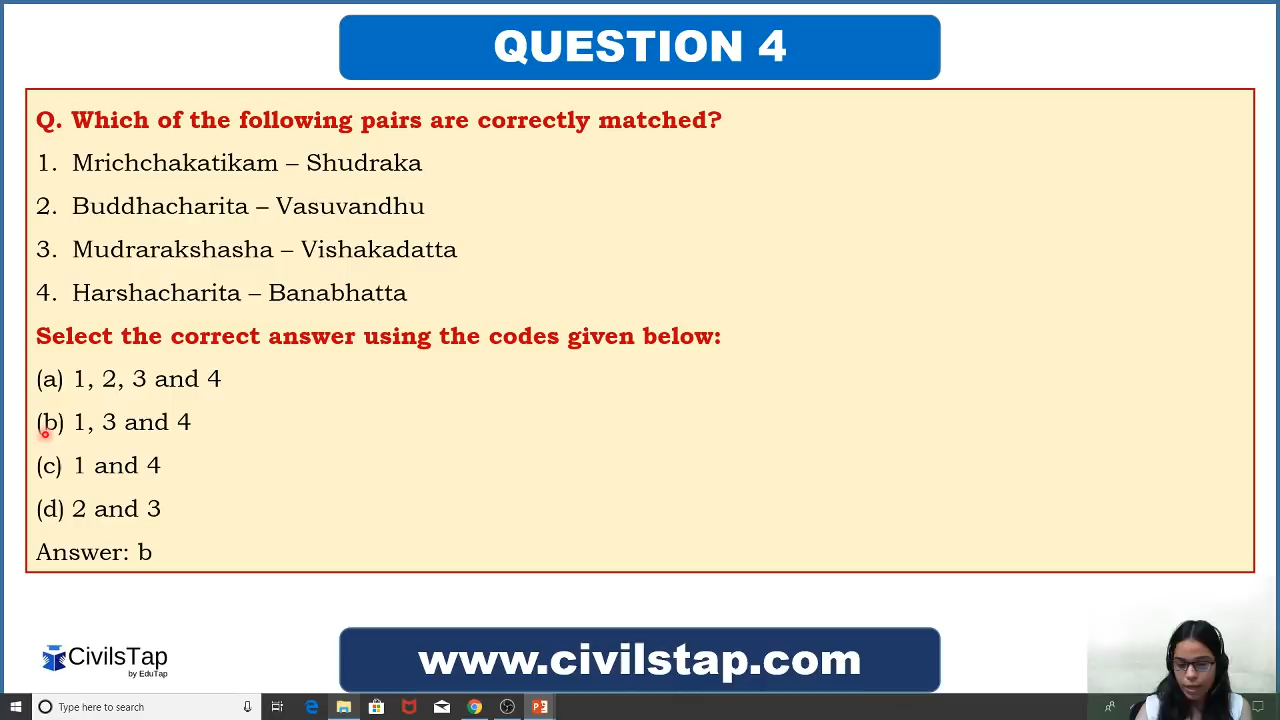 QUESTION 4
Q. Which of the following pairs are correctly matched?
1. Mrichchakatikam – Shudraka
2. Buddhacharita – Vasuvandhu
3. Mudrarakshasha – Vishakadatta
4. Harshacharita – Banabhatta
Select the correct answer using the codes given below:
(a) 1, 2, 3 and 4
(b) 1, 3 and 4
(c) 1 and 4
(d) 2 and 3
Answer: b
CivilsTap
by EduTap
www.civilstap.com
Type here to search